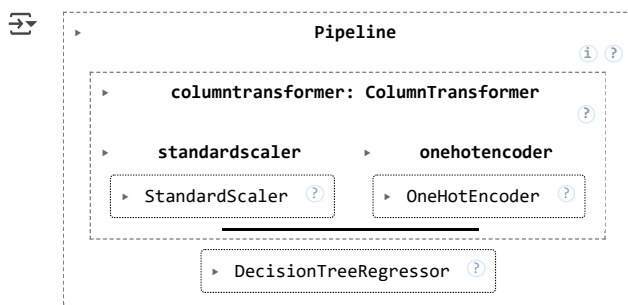 Pipeline
i ?
columntransformer: ColumnTransformer
?
standardscaler onehotencoder
StandardScaler ? OneHotEncoder ?
DecisionTreeRegressor ?